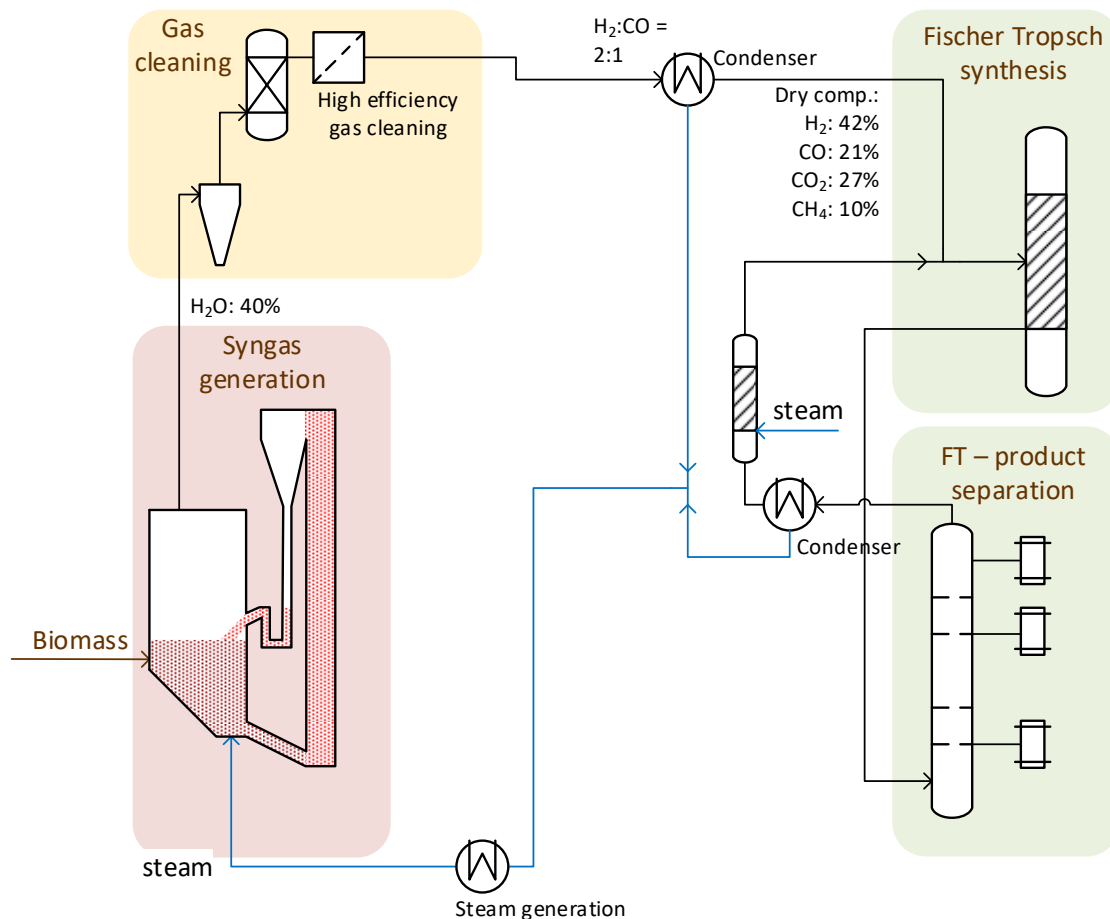 Gas
cleaning
High efficiency
gas cleaning
H₂:CO =
2:1
Condenser
Dry comp.:
H₂: 42%
CO: 21%
CO₂: 27%
CH₄: 10%
Fischer Tropsch
synthesis
H₂O: 40%
Syngas
generation
steam
FT – product
separation
Condenser
Biomass
steam
Steam generation